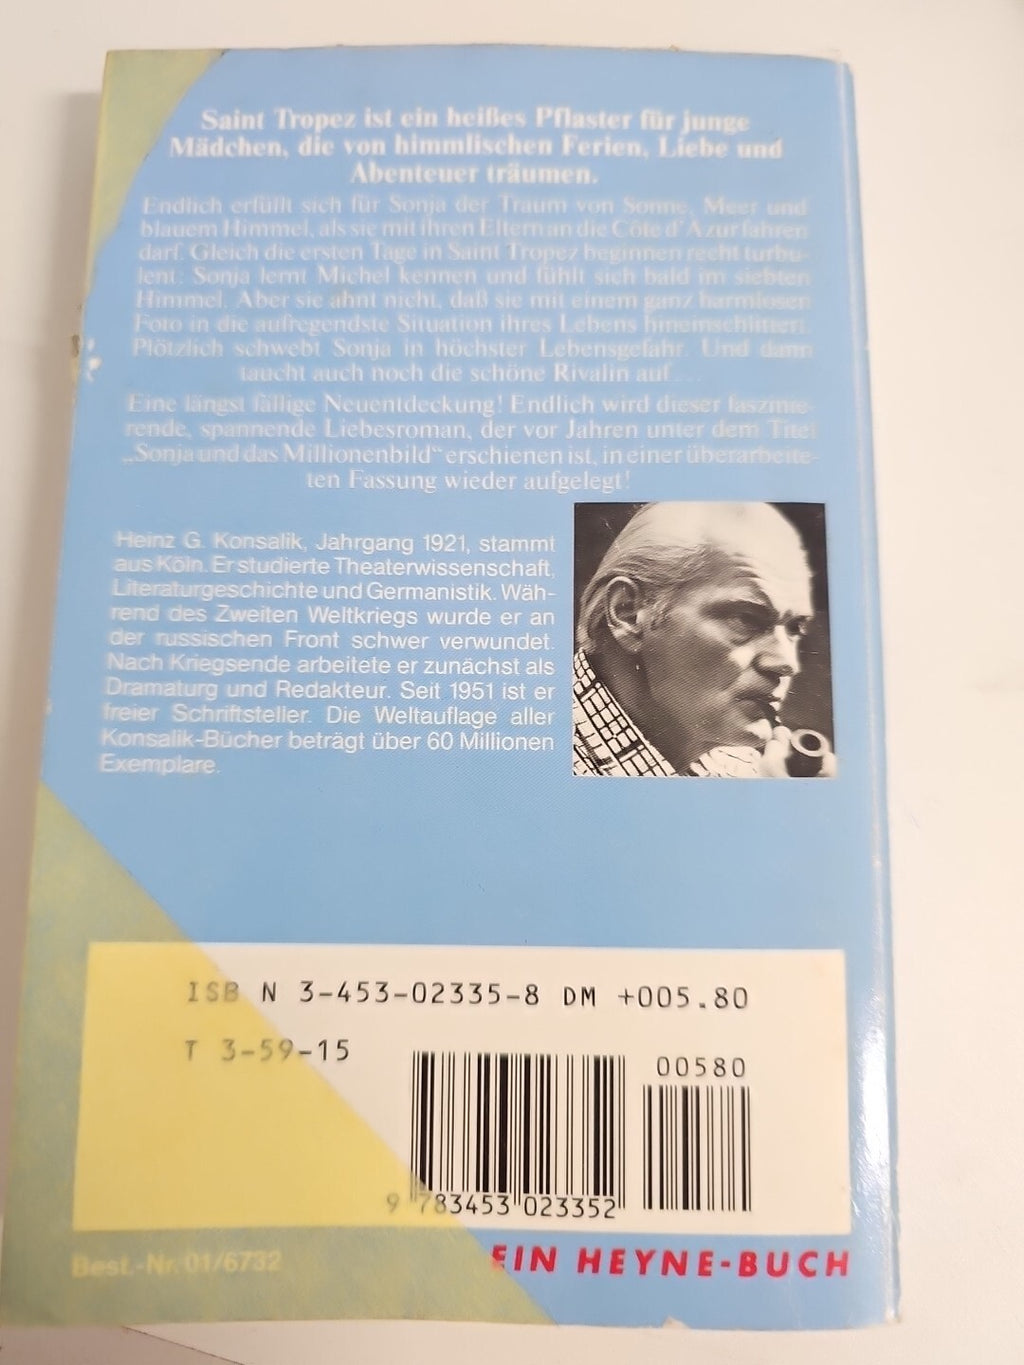 Saint Tropez ist ein heißes Pflaster für junge
Mädchen, die von himmlischen Ferien, Liebe und
Abenteuer träumen.
Endlich erfüllt sich für Sonja der Traum von Sonne, Meer und
blauem Himmel, als sie mit ihren Eltern an die Côte d'Azur fahren
darf. Gleich die ersten Tage in Saint Tropez beginnen recht turbu-
lent: Sonja lernt Michel kennen und fühlt sich bald im siebten
Himmel. Aber sie ahnt nicht, daß sie mit einem ganz harmlosen
Foto in die aufregendste Situation ihres Lebens hineinschlittert.
Plötzlich schwebt Sonja in höchster Lebensgefahr. Und dann
taucht auch noch die schöne Rivalin auf . . .
Eine längst fällige Neuentdeckung! Endlich wird dieser faszinie-
rende, spannende Liebesroman, der vor Jahren unter dem Titel
„Sonja und das Millionenbild“ erschienen ist, in einer überarbeite-
ten Fassung wieder aufgelegt!
Heinz G. Konsalik, Jahrgang 1921, stammt
aus Köln. Er studierte Theaterwissenschaft,
Literaturgeschichte und Germanistik. Wäh-
rend des Zweiten Weltkriegs wurde er an
der russischen Front schwer verwundet.
Nach Kriegsende arbeitete er zunächst als
Dramaturg und Redakteur. Seit 1951 ist er
freier Schriftsteller. Die Weltauflage aller
Konsalik-Bücher beträgt über 60 Millionen
Exemplare.
ISB N 3-453-02335-8 DM +005.80
T 3-59-15
00580
9 783453 023352
Best.-Nr. 01/6732
EIN HEYNE-BUCH